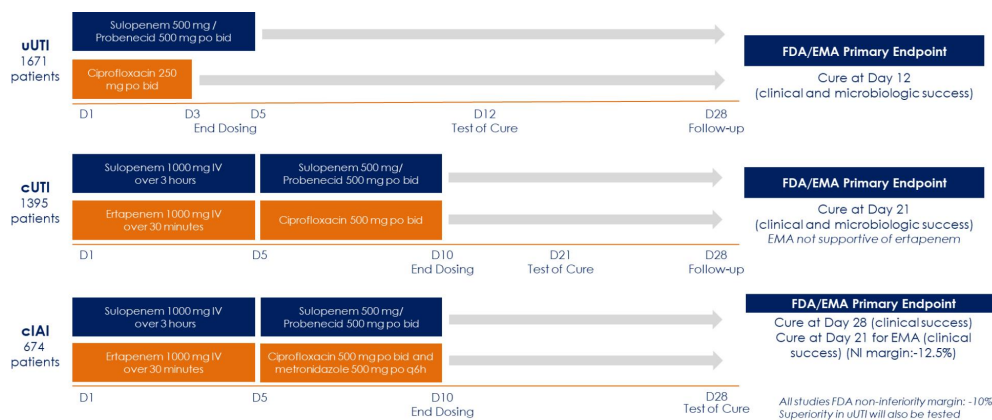 uUTI
1671
patients
Sulopenem 500 mg /
Probenecid 500 mg po bid
Ciprofloxacin 250
mg po bid
D1
D3
D5
D12
D28
End Dosing
Test of Cure
Follow-up
FDA/EMA Primary Endpoint
Cure at Day 12
(clinical and microbiologic success)
cUTI
1395
patients
Sulopenem 1000 mg IV
over 3 hours
Sulopenem 500 mg/
Probenecid 500 mg po bid
Ertapenem 1000 mg IV
over 30 minutes
Ciprofloxacin 500 mg po bid
D1
D5
D10
D21
D28
End Dosing
Test of Cure
Follow-up
FDA/EMA Primary Endpoint
Cure at Day 21
(clinical and microbiologic success)
EMA not supportive of ertapenem
cIAI
674
patients
Sulopenem 1000 mg IV
over 3 hours
Sulopenem 500 mg/
Probenecid 500 mg po bid
Ertapenem 1000 mg IV
over 30 minutes
Ciprofloxacin 500 mg po bid and
metronidazole 500 mg po q6h
D1
D5
D10
D28
End Dosing
Test of Cure
FDA/EMA Primary Endpoint
Cure at Day 28 (clinical success)
Cure at Day 21 for EMA (clinical
success) (NI margin:-12.5%)
All studies FDA non-inferiority margin: -10%
Superiority in uUTI will also be tested